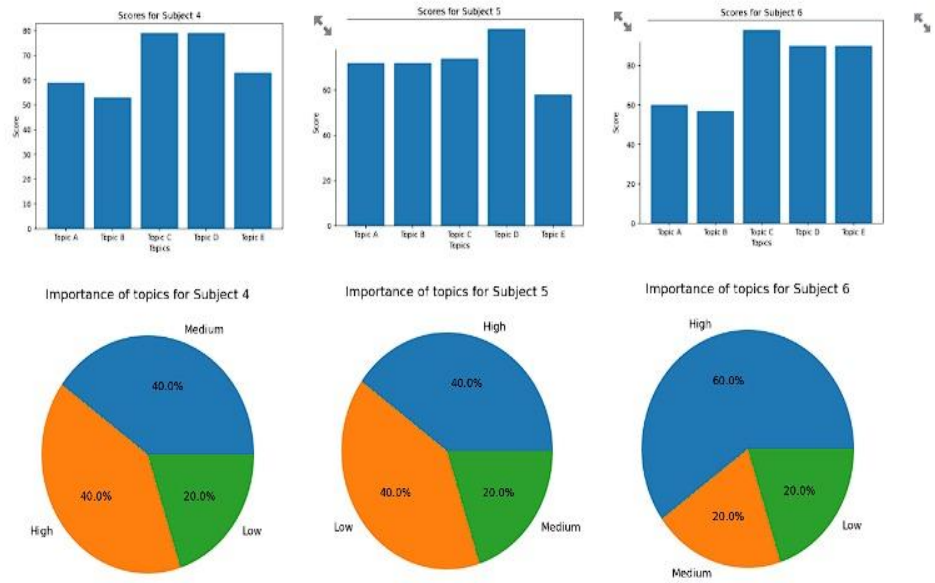 Scores for Subject 4
80
70
60
50
40
30
20
10
0
Score
Topic A Topic B Topic C Topic D Topic E
Topics
Scores for Subject 5
60
40
20
Score
Topic A Topic B Topic C Topic D Topic E
Topics
Scores for Subject 6
80
60
40
20
0
Score
Topic A Topic B Topic C Topic D Topic E
Topics
Importance of topics for Subject 4
Medium
40.0%
40.0%
20.0%
High
Low
Importance of topics for Subject 5
High
40.0%
40.0%
20.0%
Low
Medium
Importance of topics for Subject 6
High
60.0%
20.0%
20.0%
Low
Medium